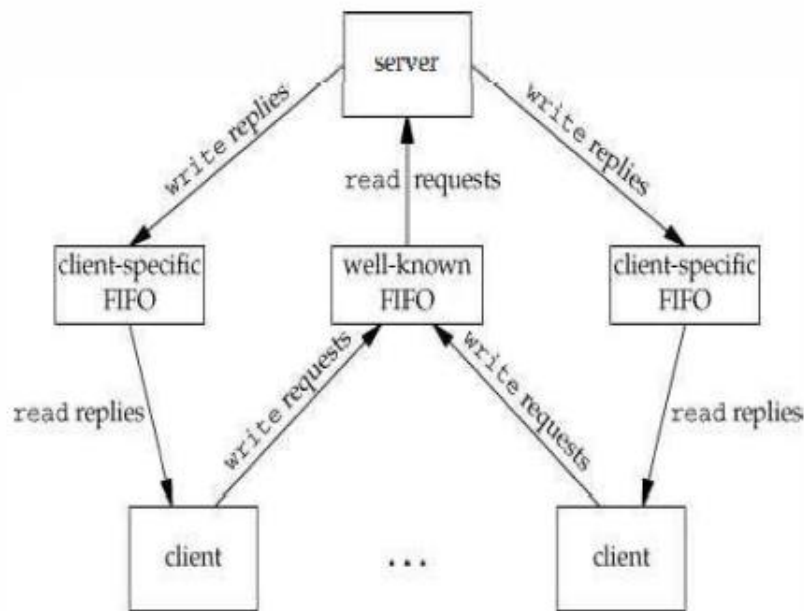 server
write replies
write replies
read requests
client-specific
FIFO
well-known
FIFO
client-specific
FIFO
read replies
write requests
write requests
read replies
client
...
client